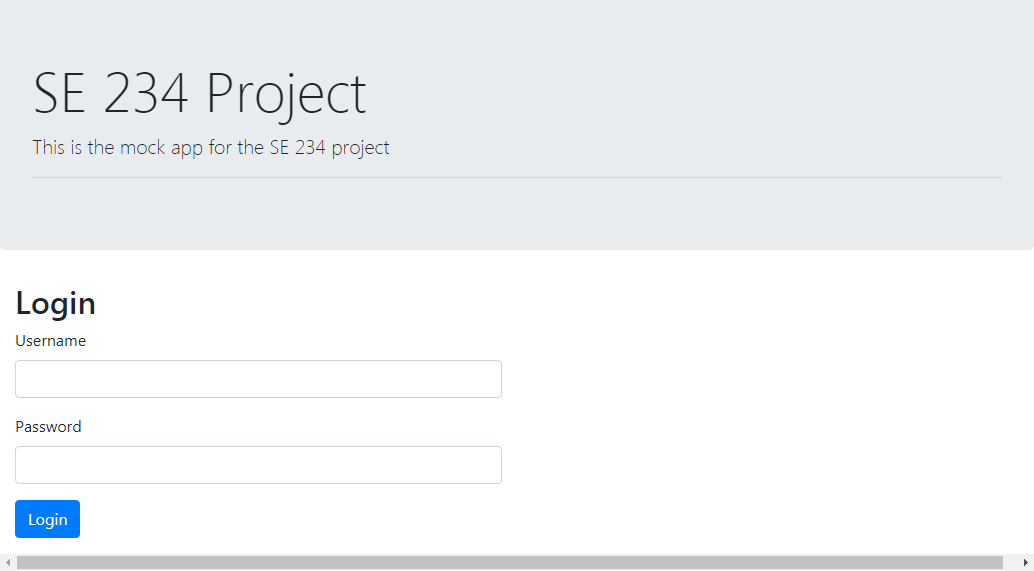 SE 234 Project
This is the mock app for the SE 234 project
Login
Username
Password
Login